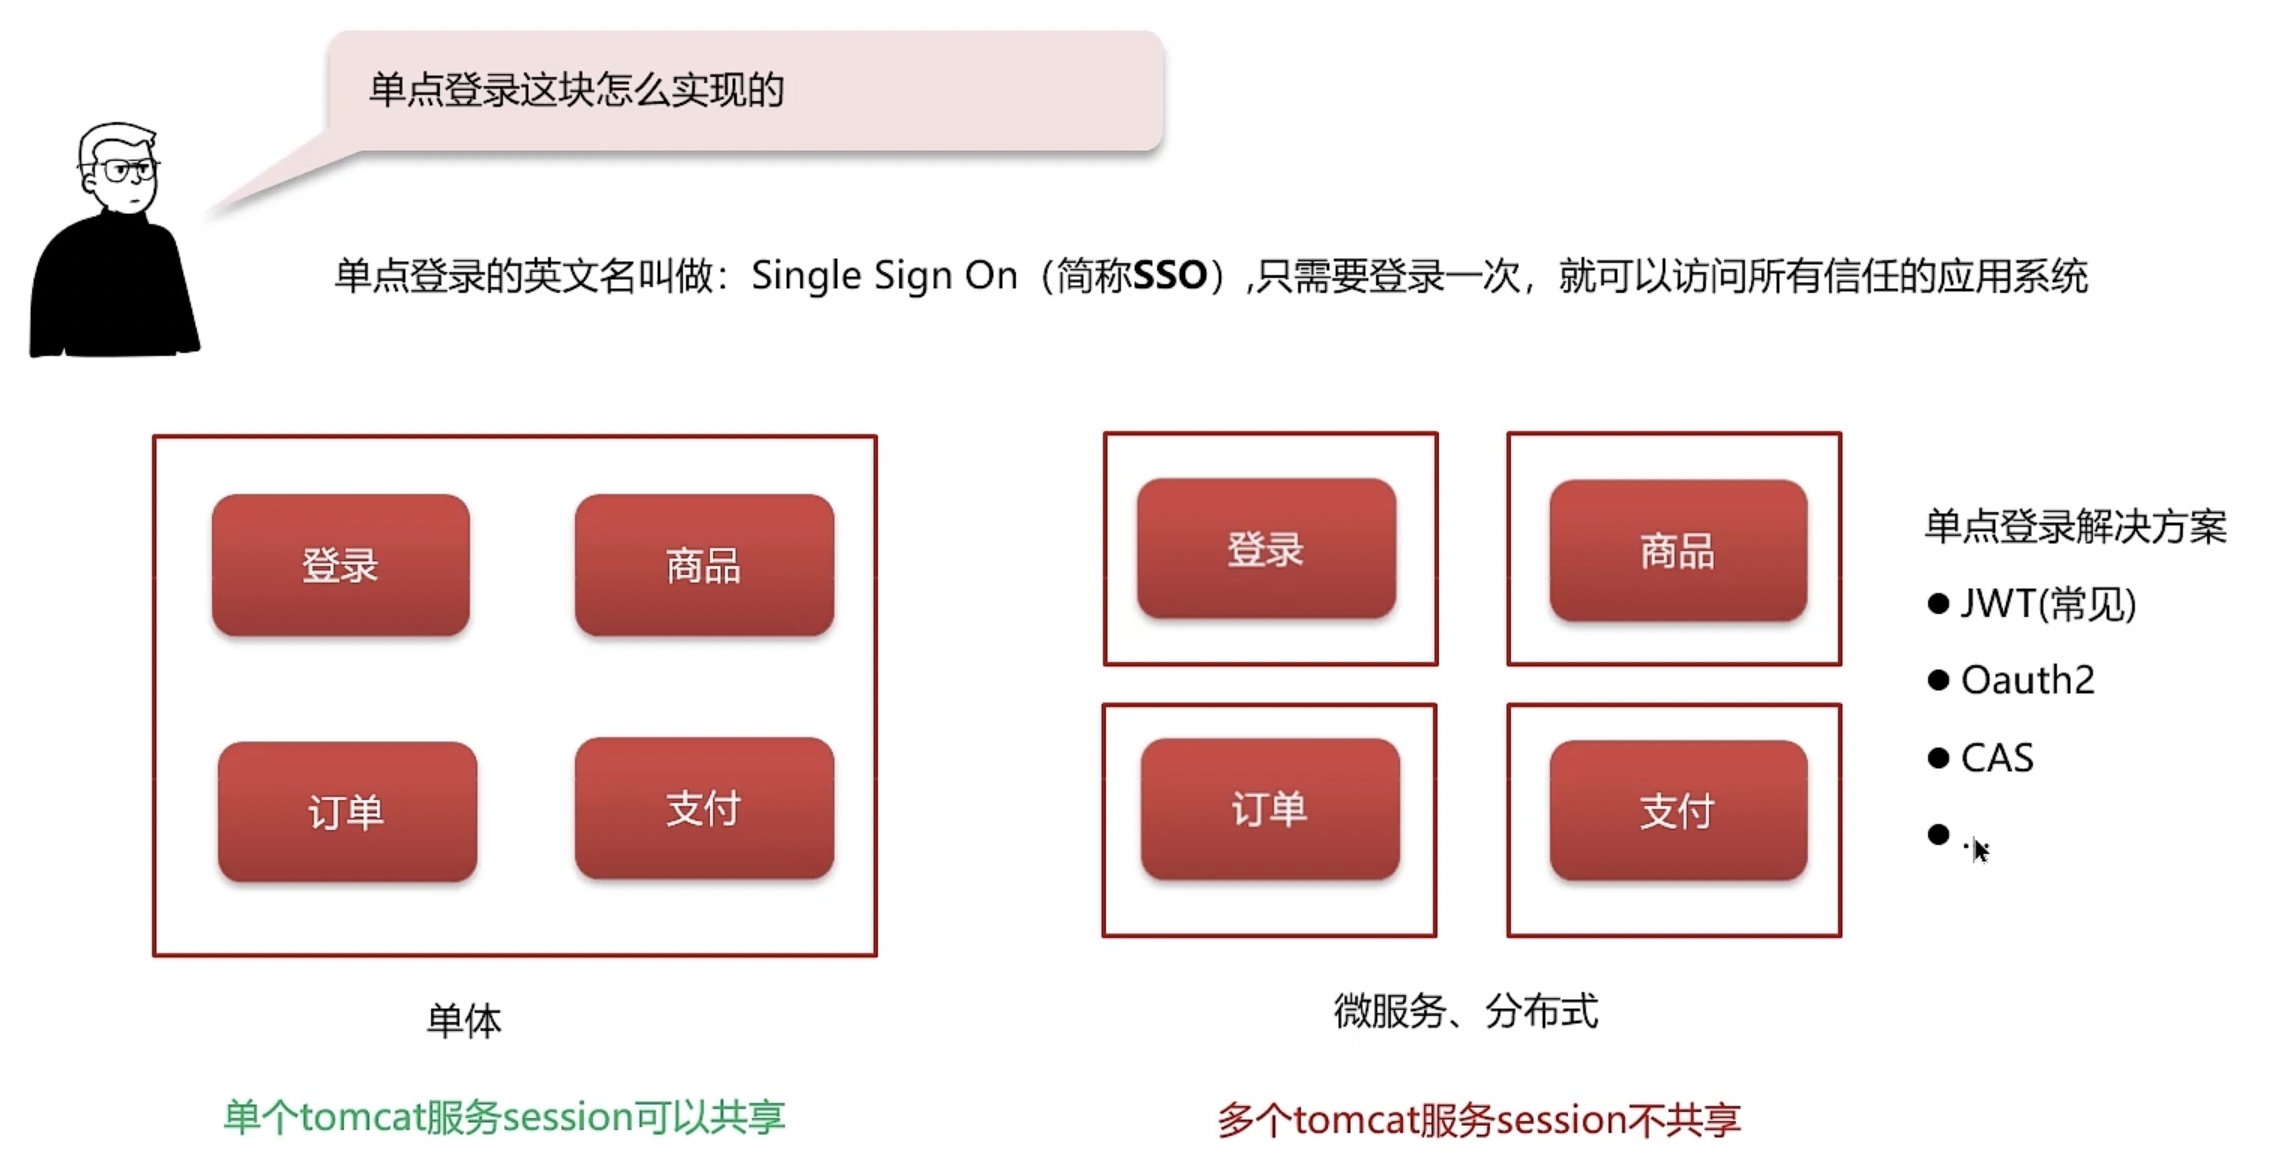 单点登录这块怎么实现的
单点登录的英文名叫做：Single Sign On（简称SSO）,只需要登录一次，就可以访问所有信任的应用系统
登录
商品
订单
支付
单体
单个tomcat服务session可以共享
登录
商品
订单
支付
微服务、分布式
多个tomcat服务session不共享
单点登录解决方案
● JWT(常见)
● Oauth2
● CAS
●